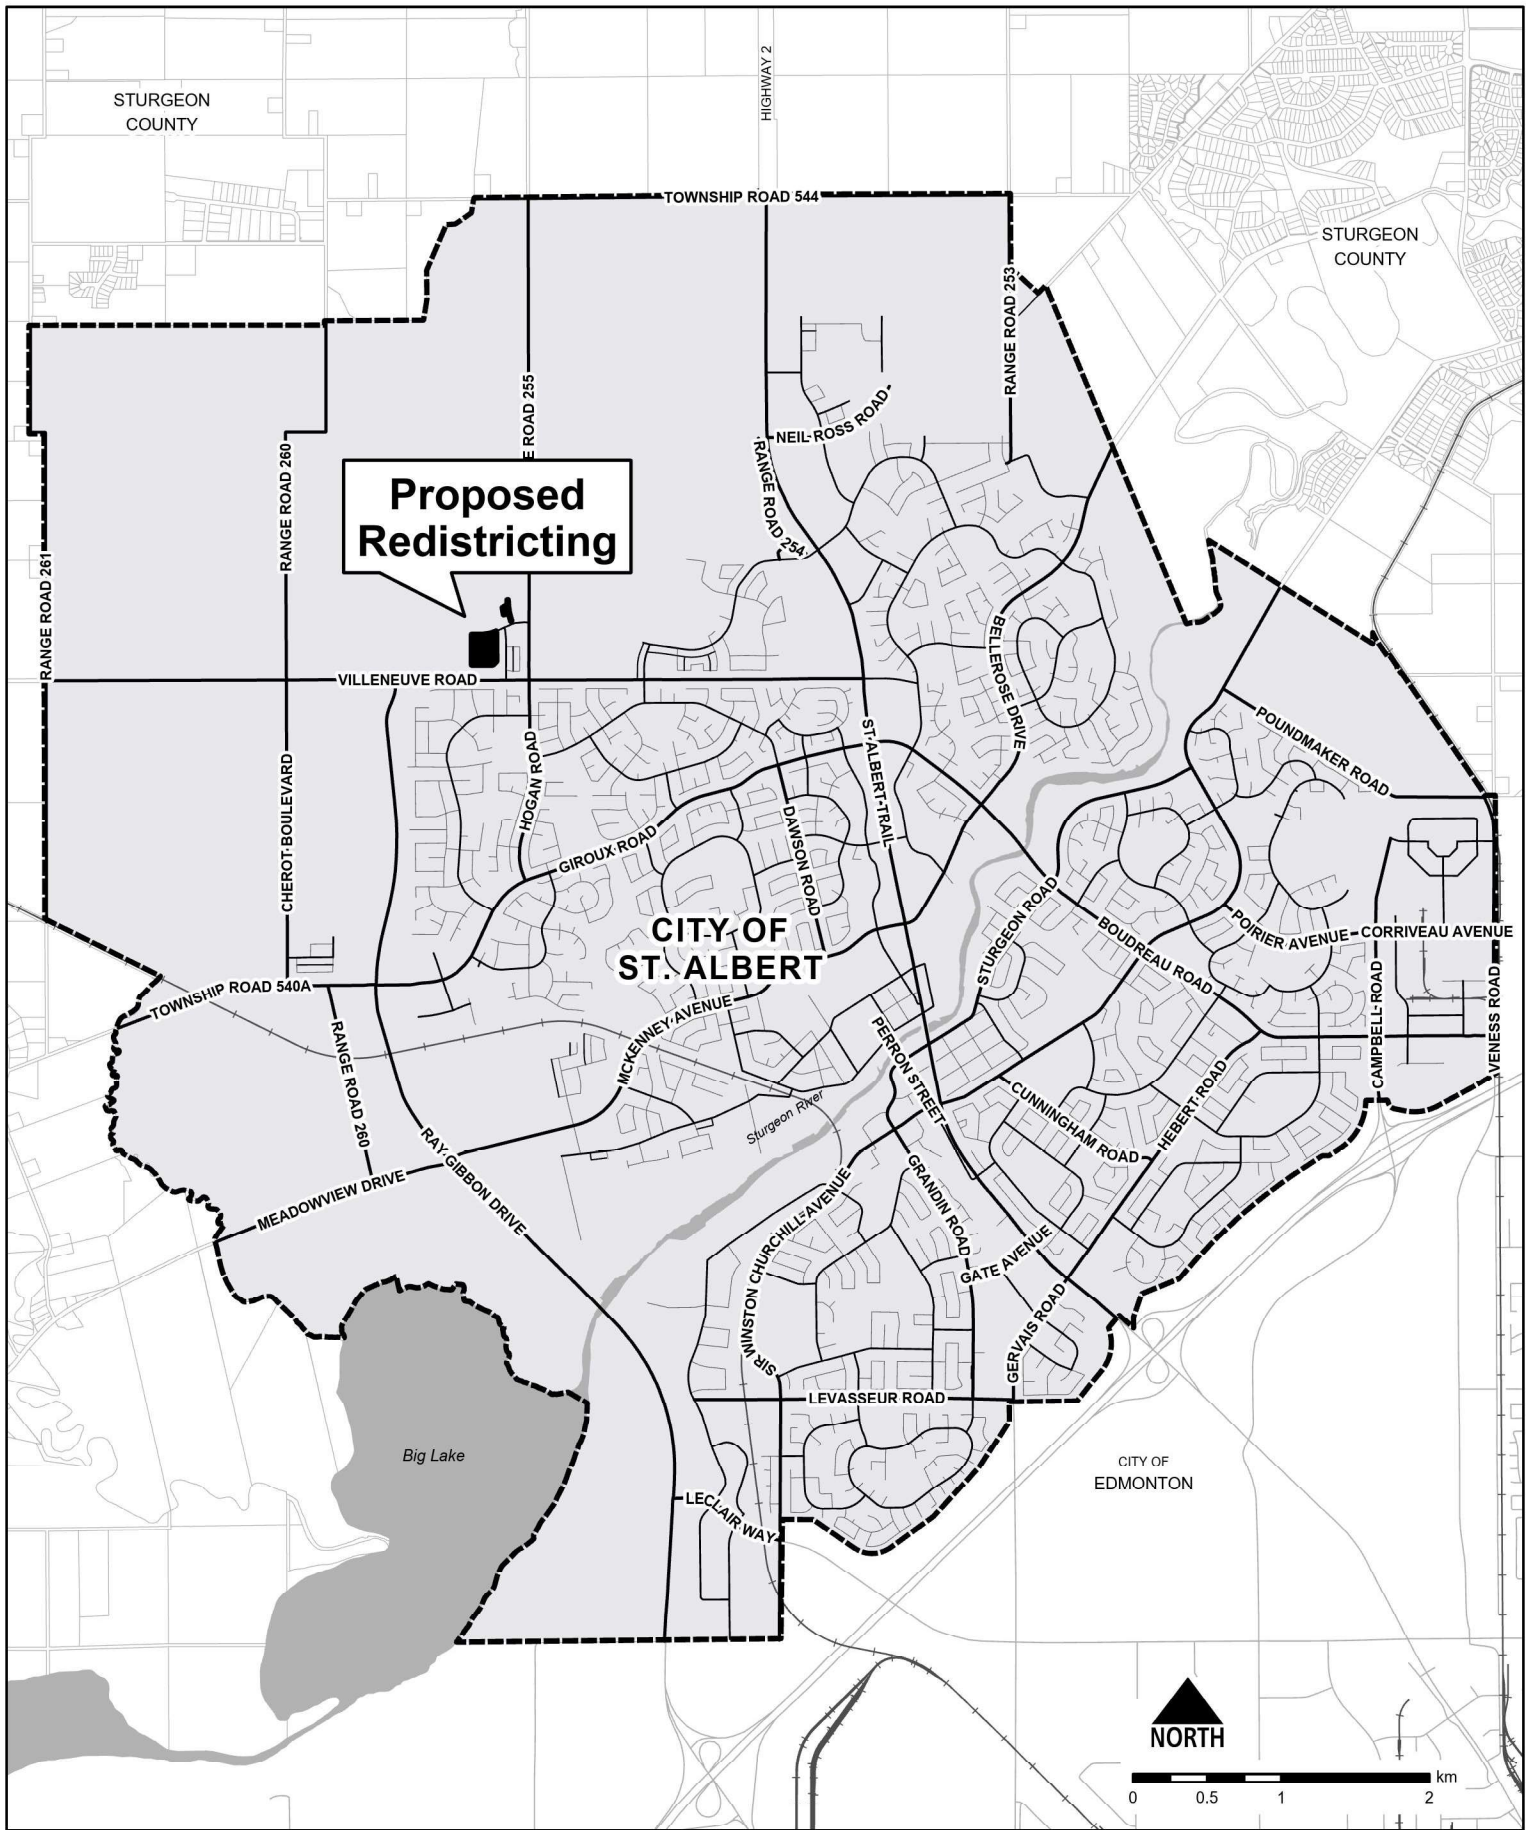 STURGEON
COUNTY
HIGHWAY 2
TOWNSHIP ROAD 544
STURGEON
COUNTY
RANGE ROAD 253
E ROAD 255
NEIL ROSS ROAD
RANGE ROAD 260
RANGE ROAD 254
Proposed
Redistricting
RANGE ROAD 261
BELLEROSE DRIVE
VILLENEUVE ROAD
POUNDMAKER ROAD
ST ALBERT TRAIL
HOGAN ROAD
CHEROT BOULEVARD
DAWSON ROAD
GIROUX ROAD
STURGEON ROAD
BOUDREAU ROAD
POIRIER AVENUE
CORRIVEAU AVENUE
CITY OF
ST. ALBERT
TOWNSHIP ROAD 540A
CAMPBELL ROAD
VENESS ROAD
MCKENNEY AVENUE
RANGE ROAD 260
PERRON STREET
Sturgeon River
CUNNINGHAM ROAD
HEBERT ROAD
RAY GIBBON DRIVE
MEADOWVIEW DRIVE
GRANDIN ROAD
SIR WINSTON CHURCHILL AVENUE
GATE AVENUE
GERVAIS ROAD
LEVASSEUR ROAD
Big Lake
CITY OF
EDMONTON
LECLAIR WAY
NORTH
km
0 0.5 1 2